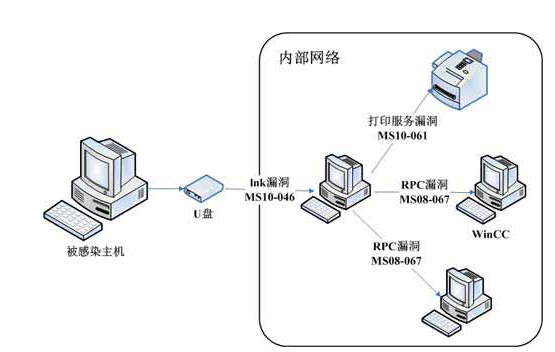 内部网络
打印服务漏洞
MS10-061
lnk漏洞
MS10-046
RPC漏洞
MS08-067
U盘
WinCC
被感染主机
RPC漏洞
MS08-067